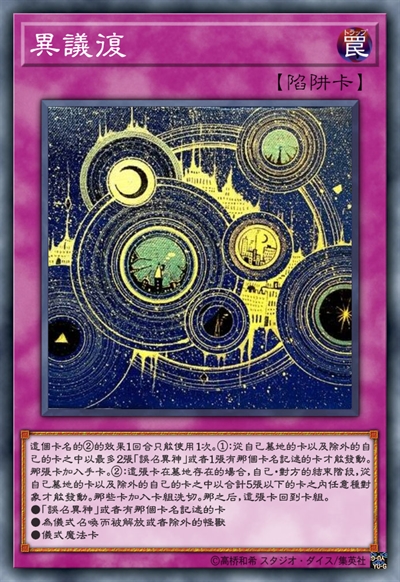 異議復
トラップ
罠
【陷阱卡】
這個卡名的②的效果1回合只能使用1次。①:從自己墓地的卡以及除外的自
己的卡之中以最多2張「誤召異神」或者1張有那個卡名記述的卡才能發動。
那張卡加入手卡。②:這張卡在墓地存在的場合,自己·對方的結束階段,從
自己墓地的卡以及除外的自己的卡之中以合計5張以下的卡之內任意種對
象才能發動。那些卡加入卡組洗切。那之後,這張卡回到卡組。
●「誤召異神」或者有那個卡名記述的卡
●為儀式召喚而被解放或者除外的怪獸
●儀式魔法卡
©高橋和希 スタジオ・ダイス/集英社